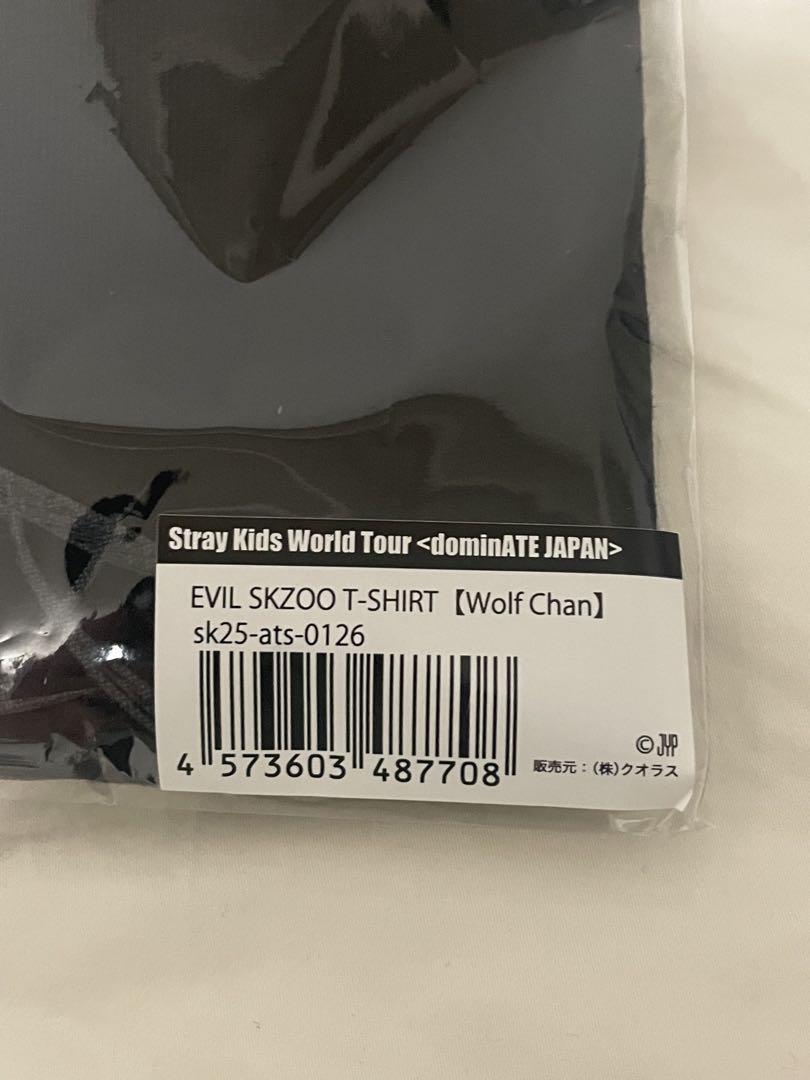 Stray Kids World Tour <dominATE JAPAN>
EVIL SKZOO T-SHIRT【Wolf Chan】
sk25-ats-0126
4 573603 487708
© JYP
販売元：(株)クオラス